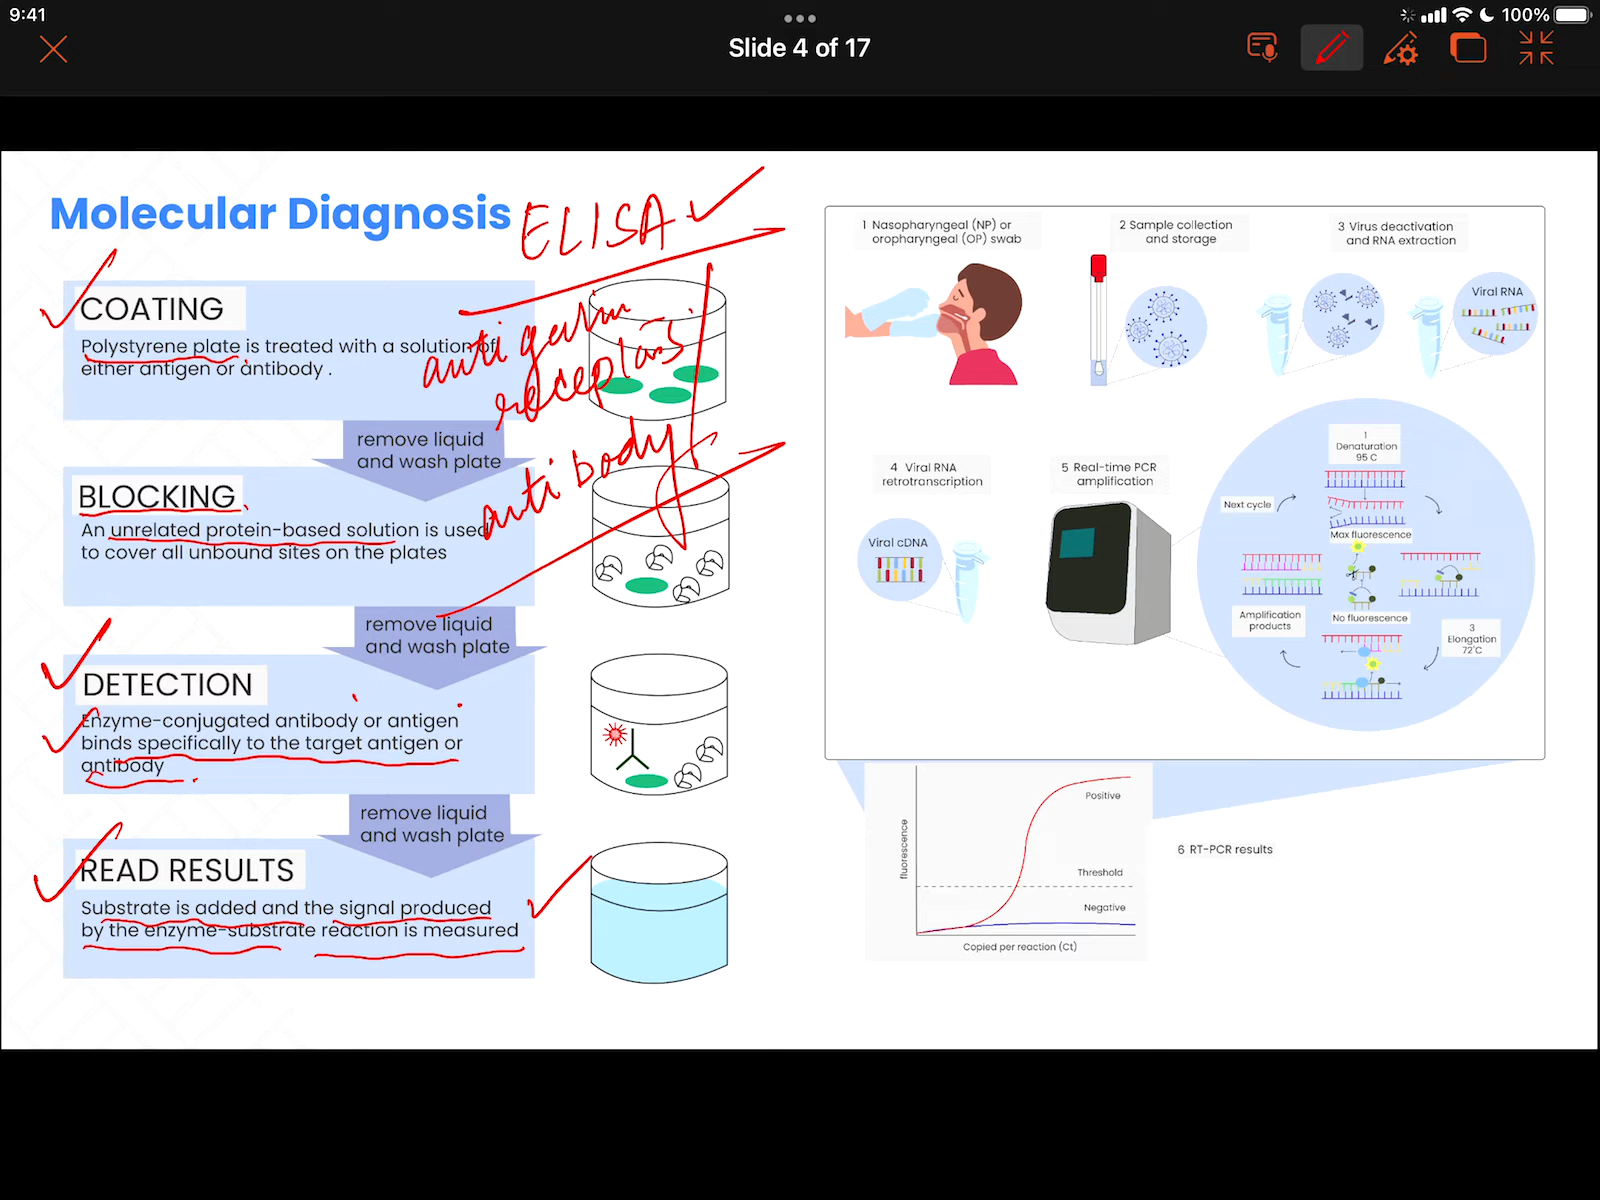 9:41
100%
Slide 4 of 17
Molecular Diagnosis
ELISA
COATING
Polystyrene plate is treated with a solution of
either antigen or antibody .
anti germ
receptors.
remove liquid
and wash plate
antibody
BLOCKING
An unrelated protein-based solution is used
to cover all unbound sites on the plates
remove liquid
and wash plate
DETECTION
Enzyme-conjugated antibody or antigen
binds specifically to the target antigen or
antibody
remove liquid
and wash plate
READ RESULTS
Substrate is added and the signal produced
by the enzyme-substrate reaction is measured
1 Nasopharyngeal (NP) or
oropharyngeal (OP) swab
2 Sample collection
and storage
3 Virus deactivation
and RNA extraction
Viral RNA
4 Viral RNA
retrotranscription
Viral cDNA
5 Real-time PCR
amplification
1
Denaturation
95 C
Next cycle
Max fluorescence
Amplification
products
No fluorescence
3
Elongation
72°C
fluorescence
Positive
Threshold
Negative
Copied per reaction (Ct)
6 RT-PCR results